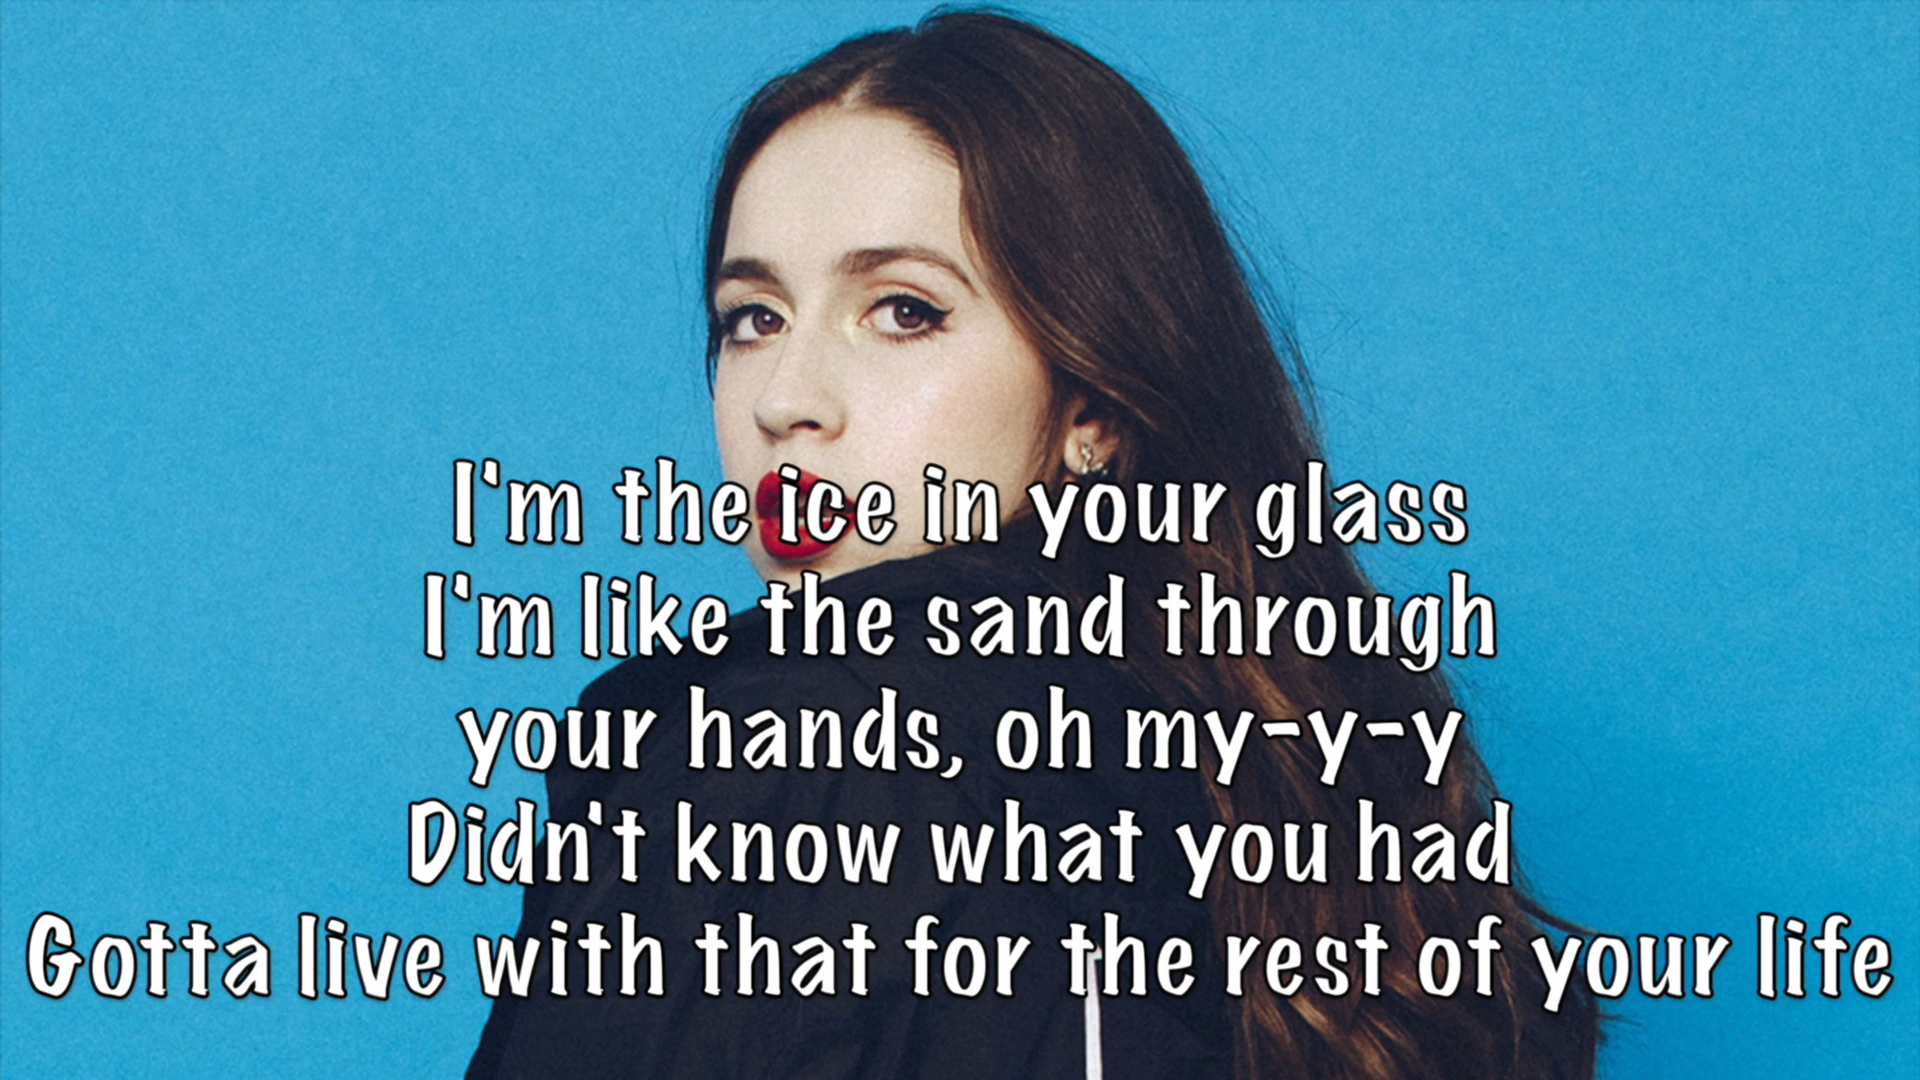 I'm the ice in your glass
I'm like the sand through
your hands, oh my-y-y
Didn't know what you had
Gotta live with that for the rest of your life